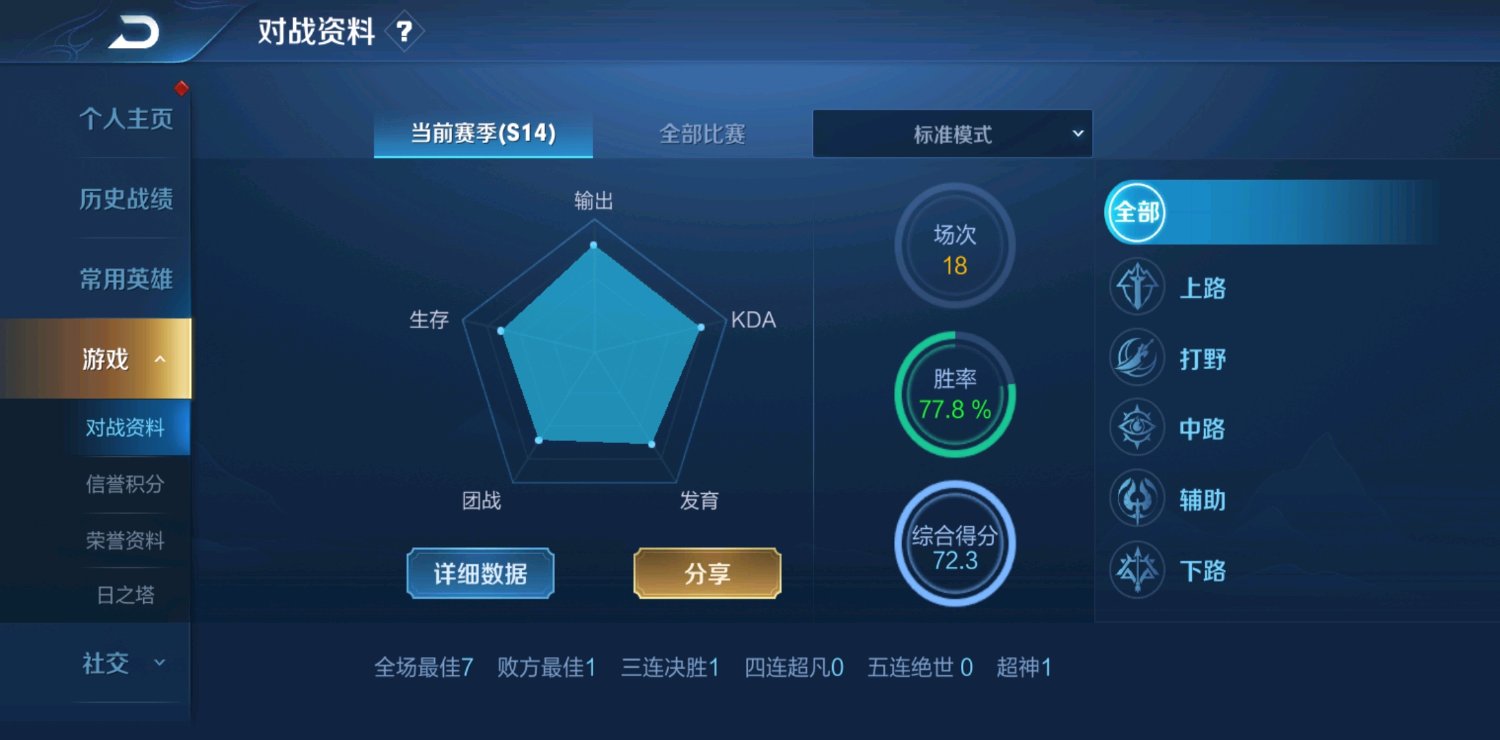 对战资料 ?
个人主页
历史战绩
常用英雄
游戏
对战资料
信誉积分
荣誉资料
日之塔
社交
当前赛季(S14)
全部比赛
标准模式
输出
KDA
发育
团战
生存
详细数据
分享
场次
18
胜率
77.8 %
综合得分
72.3
全部
上路
打野
中路
辅助
下路
全场最佳7 败方最佳1 三连决胜1 四连超凡0 五连绝世 0 超神1